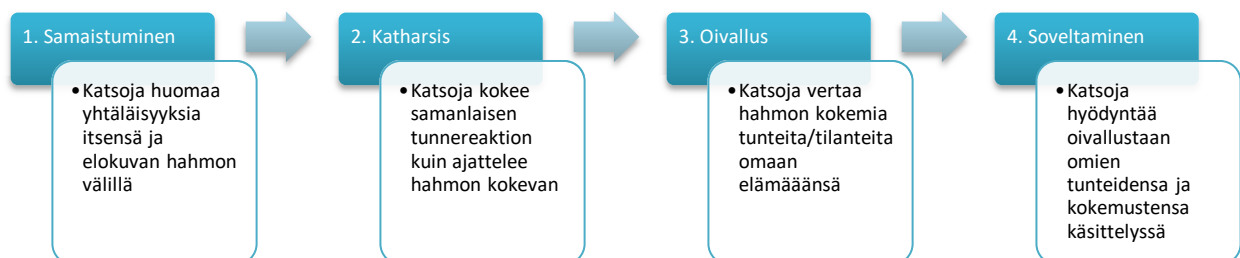 1. Samaistuminen
•Katsoja huomaa
yhtäläisyyksia
itsensä ja
elokuvan hahmon
välillä
2. Katharsis
•Katsoja kokee
samanlaisen
tunnereaktion
kuin ajattelee
hahmon kokevan
3. Oivallus
•Katsoja vertaa
hahmon kokemia
tunteita/tilanteita
omaan
elämääänsä
4. Soveltaminen
•Katsoja
hyödyntää
oivallustaan
omien
tunteidensa ja
kokemustensa
käsittelyssä